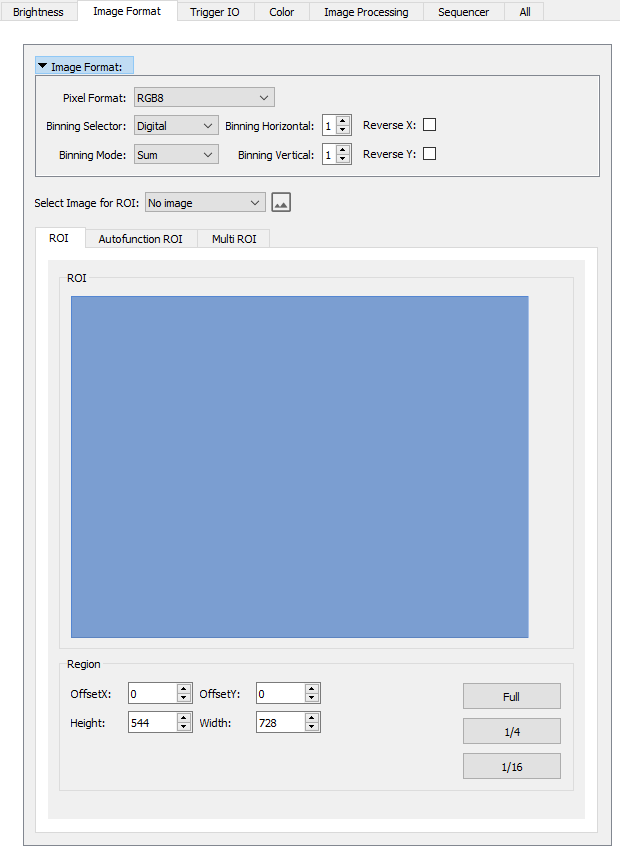 Brightness Image Format Trigger IO Color Image Processing Sequencer All
Image Format:
Pixel Format: RGB8
Binning Selector: Digital Binning Horizontal: 1 Reverse X:
Binning Mode: Sum Binning Vertical: 1 Reverse Y:
Select Image for ROI: No image
ROI Autofunction ROI Multi ROI
ROI
Region
OffsetX: 0 OffsetY: 0 Full
Height: 544 Width: 728
1/4
1/16